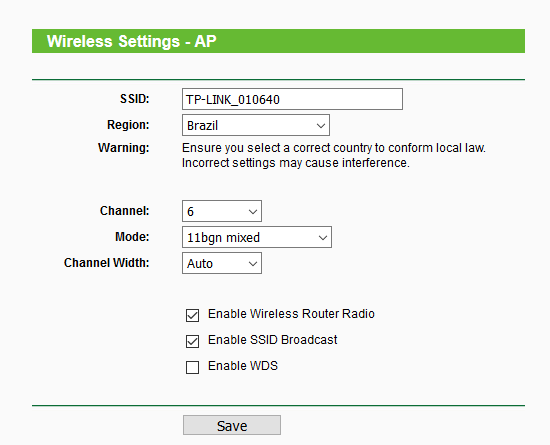 Wireless Settings - AP
SSID: TP-LINK_010640
Region: Brazil
Warning: Ensure you select a correct country to conform local law.
Incorrect settings may cause interference.
Channel: 6
Mode: 11bgn mixed
Channel Width: Auto
Enable Wireless Router Radio
Enable SSID Broadcast
Enable WDS
Save